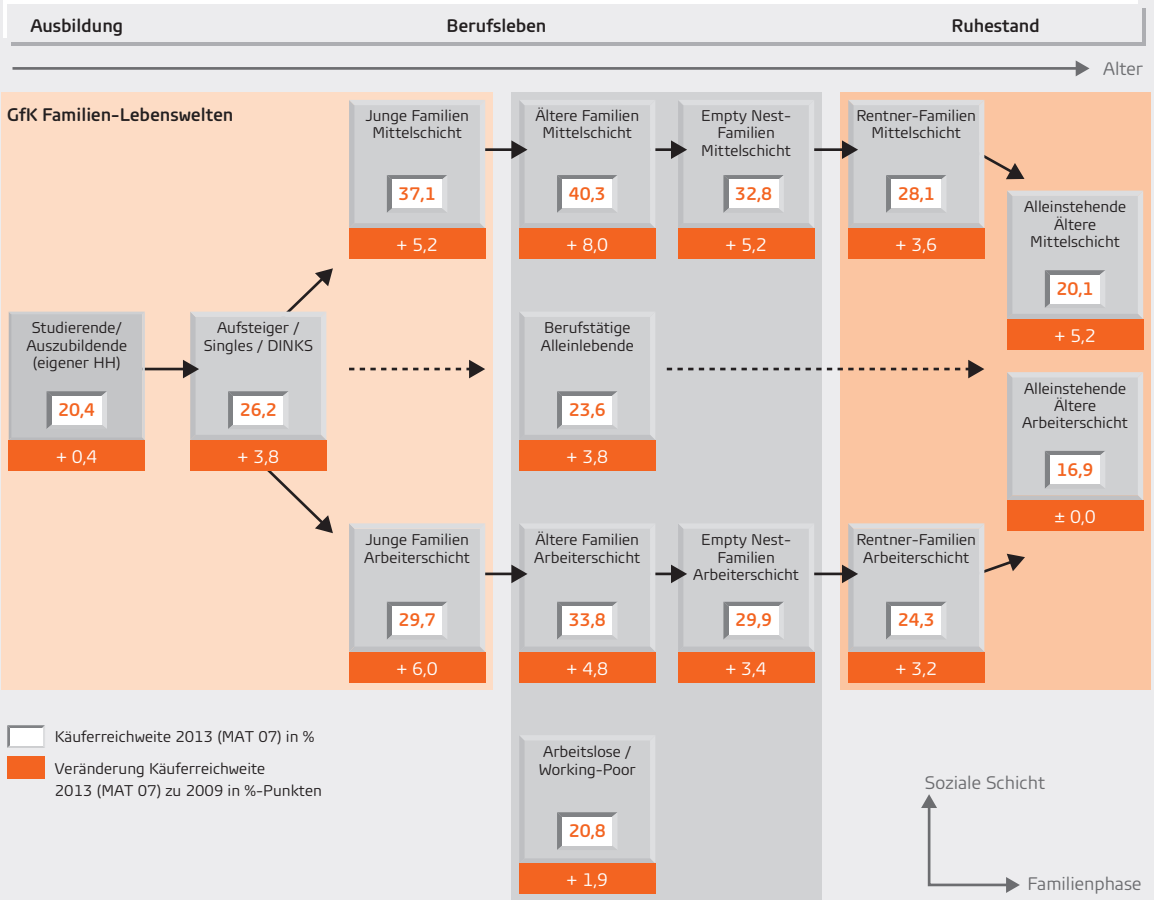 Ausbildung
Berufsleben
Ruhestand
Alter
GfK Familien-Lebenswelten
Junge Familien
Mittelschicht
37,1
+ 5,2
Ältere Familien
Mittelschicht
40,3
+ 8,0
Empty Nest-
Familien
Mittelschicht
32,8
+ 5,2
Rentner-Familien
Mittelschicht
28,1
+ 3,6
Alleinstehende
Ältere
Mittelschicht
20,1
+ 5,2
Studierende/
Auszubildende
(eigener HH)
20,4
+ 0,4
Aufsteiger /
Singles / DINKS
26,2
+ 3,8
Berufstätige
Alleinlebende
23,6
+ 3,8
Alleinstehende
Ältere
Arbeiterschicht
16,9
± 0,0
Junge Familien
Arbeiterschicht
29,7
+ 6,0
Ältere Familien
Arbeiterschicht
33,8
+ 4,8
Empty Nest-
Familien
Arbeiterschicht
29,9
+ 3,4
Rentner-Familien
Arbeiterschicht
24,3
+ 3,2
Arbeitslose /
Working-Poor
20,8
+ 1,9
Käuferreichweite 2013 (MAT 07) in %
Veränderung Käuferreichweite
2013 (MAT 07) zu 2009 in %-Punkten
Soziale Schicht
Familienphase